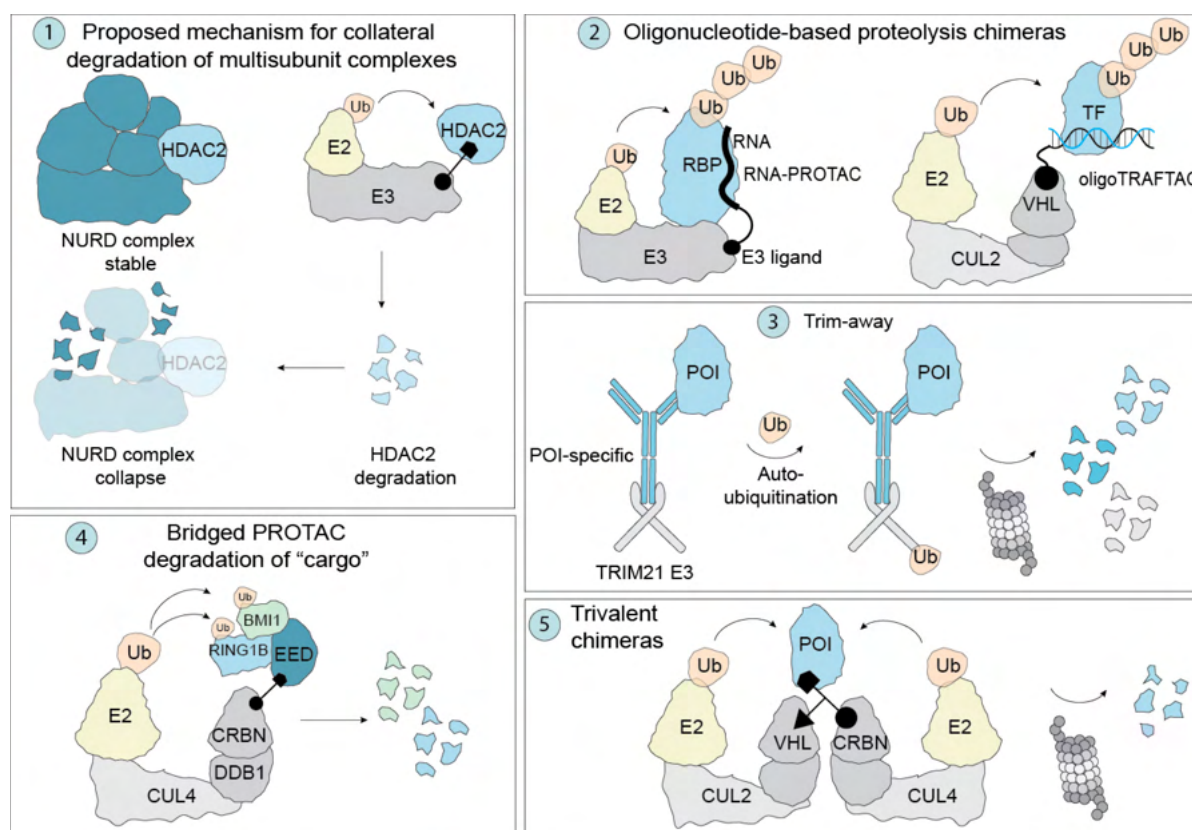 1
Proposed mechanism for collateral
degradation of multisubunit complexes
HDAC2
NURD complex
stable
Ub
E2
HDAC2
E3
HDAC2
NURD complex
collapse
HDAC2
degradation
2
Oligonucleotide-based proteolysis chimeras
Ub
Ub
Ub
Ub
RBP
RNA
RNA-PROTAC
Ub
E2
E3
E3 ligand
Ub
Ub
Ub
Ub
TF
Ub
E2
oligoTRAFTAC
VHL
CUL2
3
Trim-away
POI
POI-specific
TRIM21 E3
Ub
Auto-
ubiquitination
POI
Ub
4
Bridged PROTAC
degradation of “cargo”
Ub
BMI1
Ub
RING1B
EED
Ub
E2
CRBN
DDB1
CUL4
5
Trivalent
chimeras
POI
Ub
E2
VHL
CUL2
CRBN
CUL4
Ub
E2